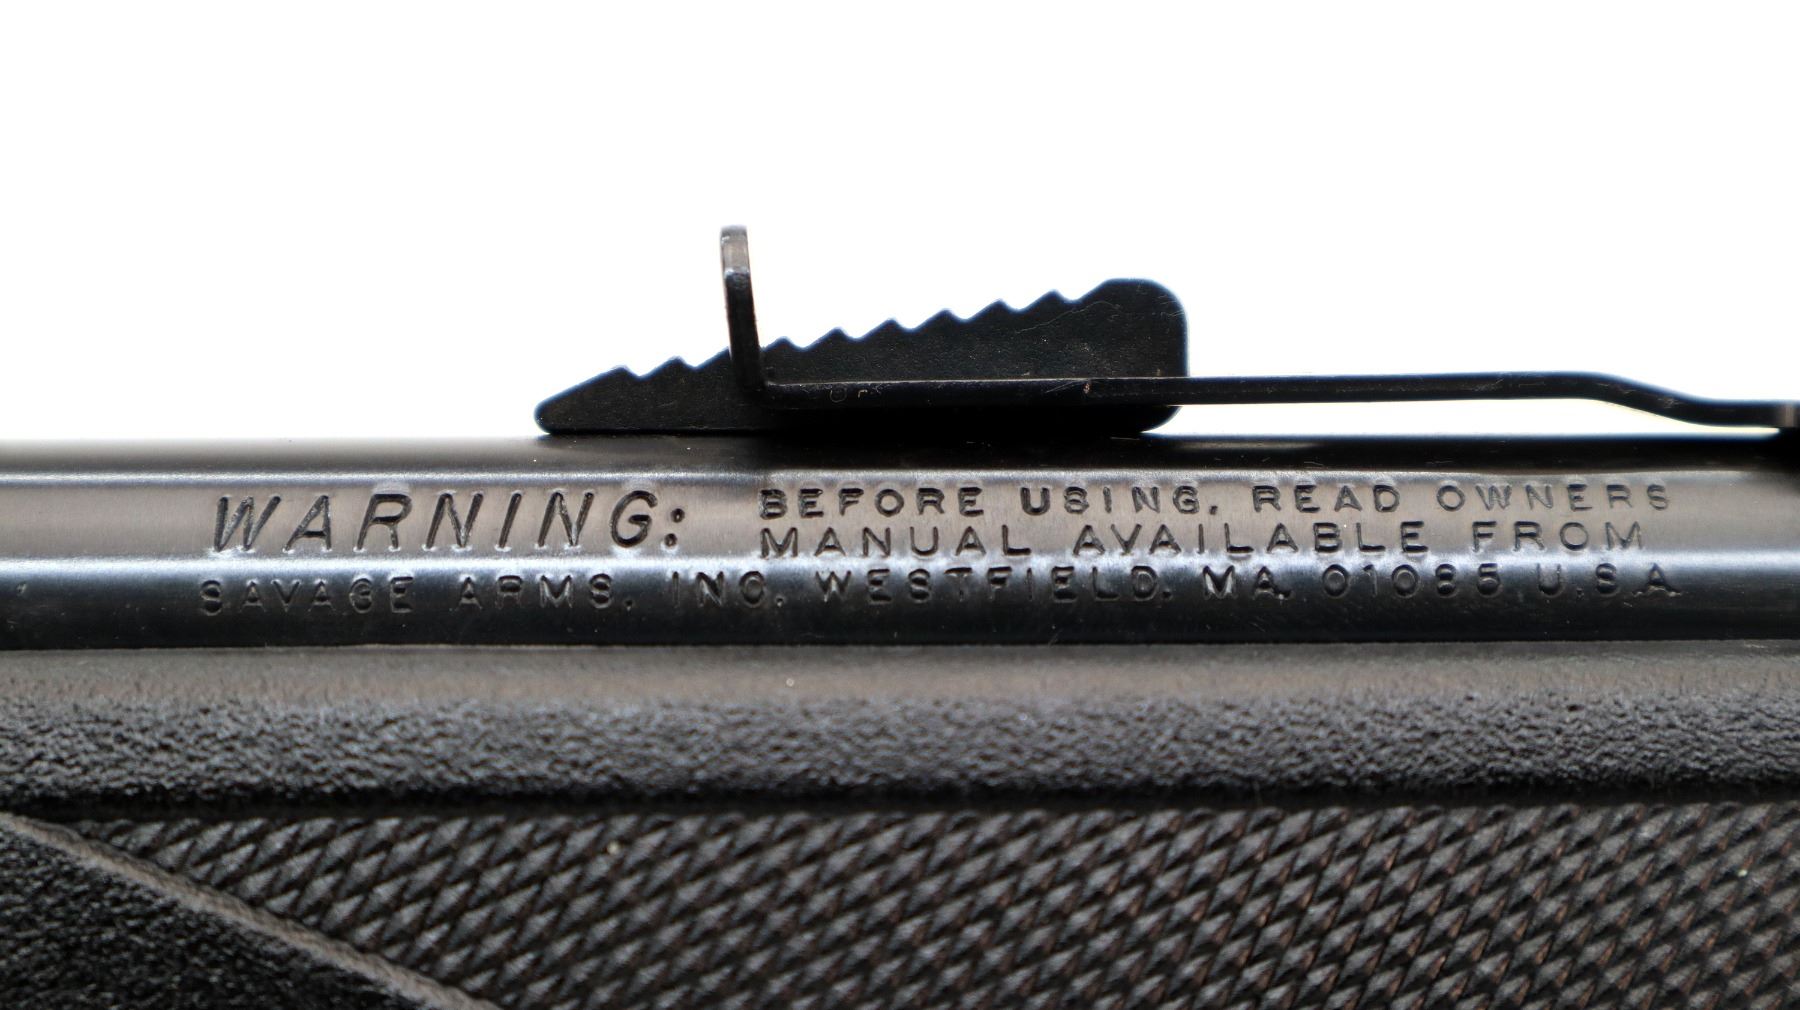 WARNING: BEFORE USING, READ OWNERS
MANUAL AVAILABLE FROM
SAVAGE ARMS, INC. WESTFIELD, MA. 01085 U.S.A.